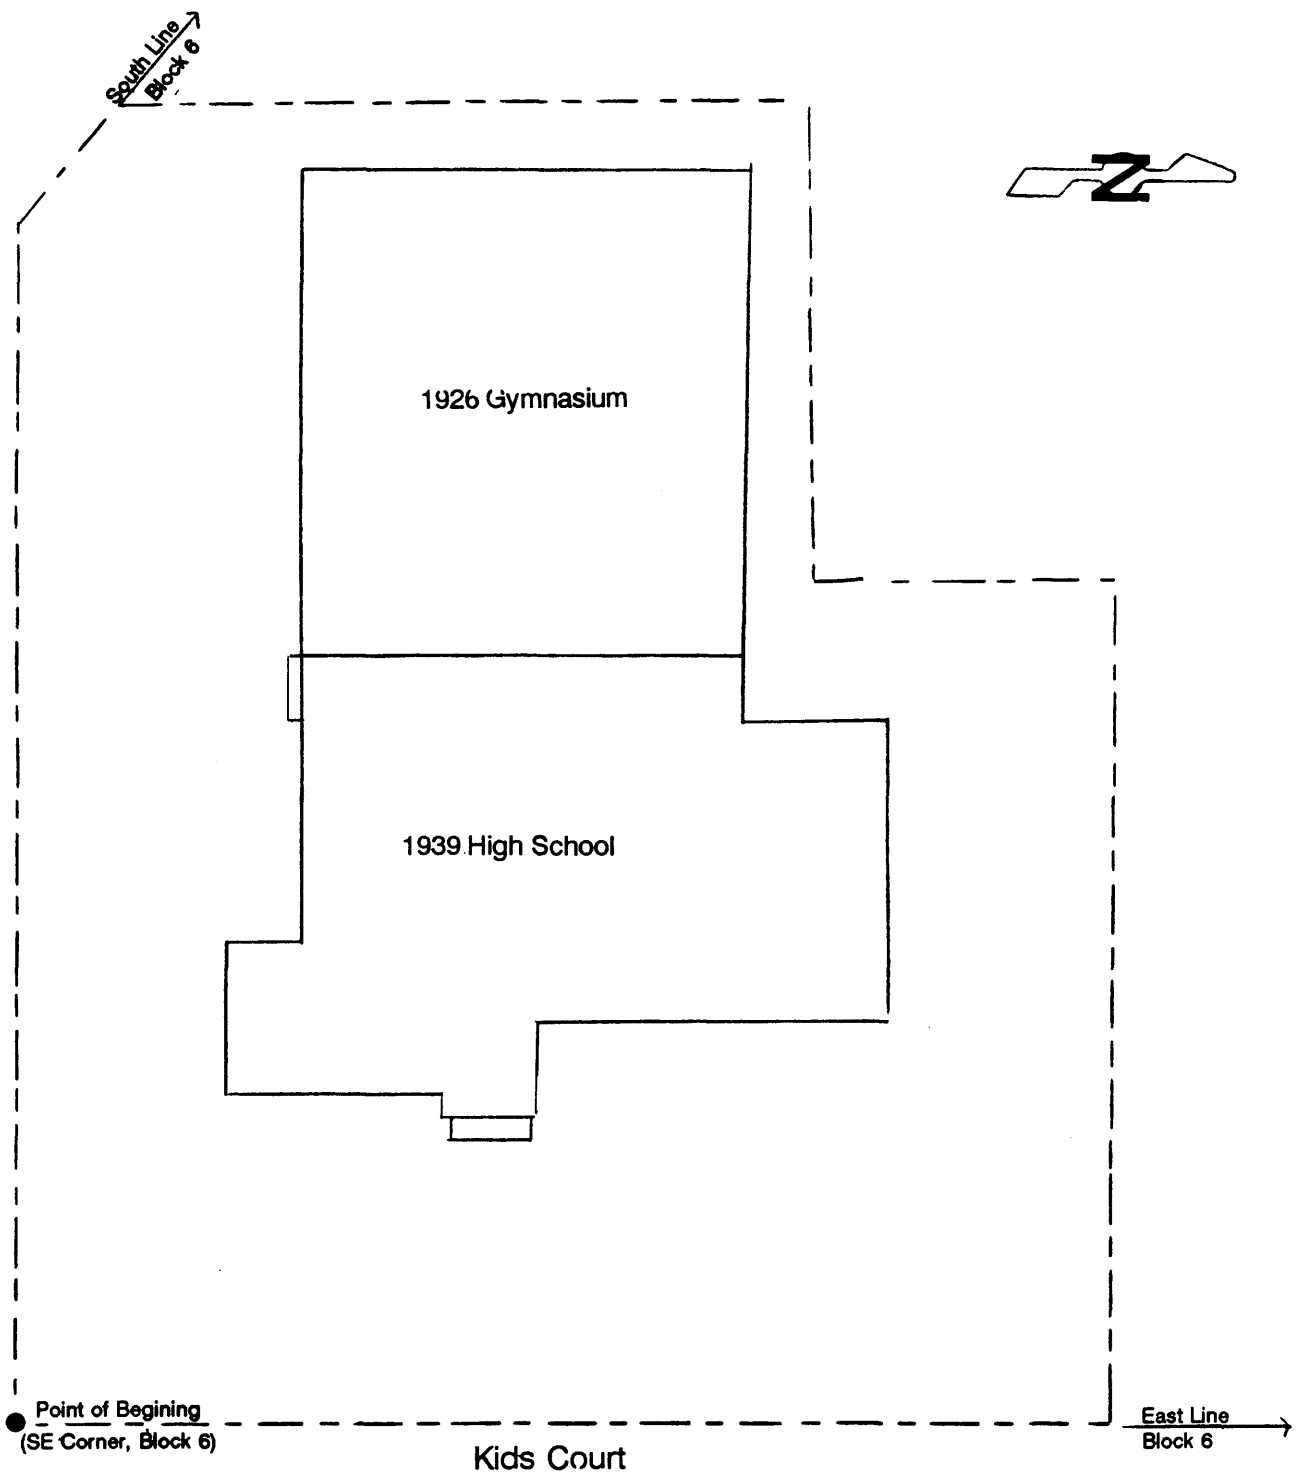 South Line
Block 6
N
1926 Gymnasium
1939 High School
Point of Begining
(SE Corner, Block 6)
East Line
Block 6
Kids Court